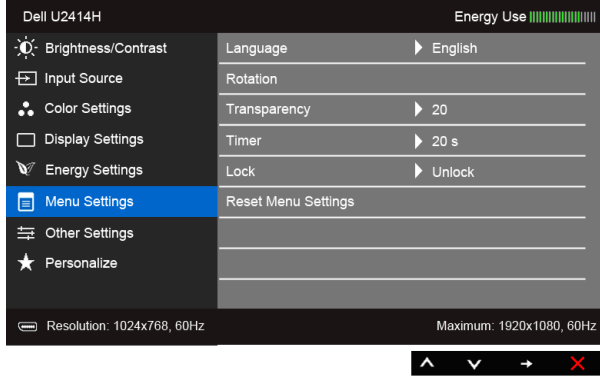 Dell U2414H Energy Use
Brightness/Contrast Language English
Input Source Rotation
Color Settings Transparency 20
Display Settings Timer 20 s
Energy Settings Lock Unlock
Menu Settings Reset Menu Settings
Other Settings
Personalize
Resolution: 1024x768, 60Hz Maximum: 1920x1080, 60Hz